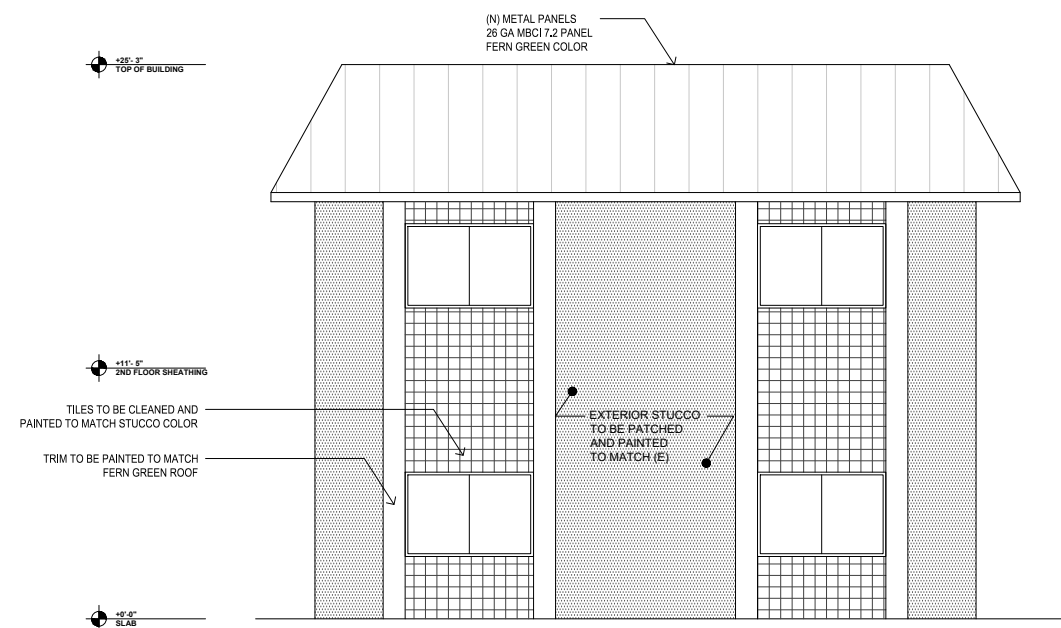 (N) METAL PANELS
26 GA MBCI 7.2 PANEL
FERN GREEN COLOR
+25'- 3"
TOP OF BUILDING
+11'- 5"
2ND FLOOR SHEATHING
TILES TO BE CLEANED AND
PAINTED TO MATCH STUCCO COLOR
EXTERIOR STUCCO
TO BE PATCHED
AND PAINTED
TO MATCH (E)
TRIM TO BE PAINTED TO MATCH
FERN GREEN ROOF
+0'-0"
SLAB